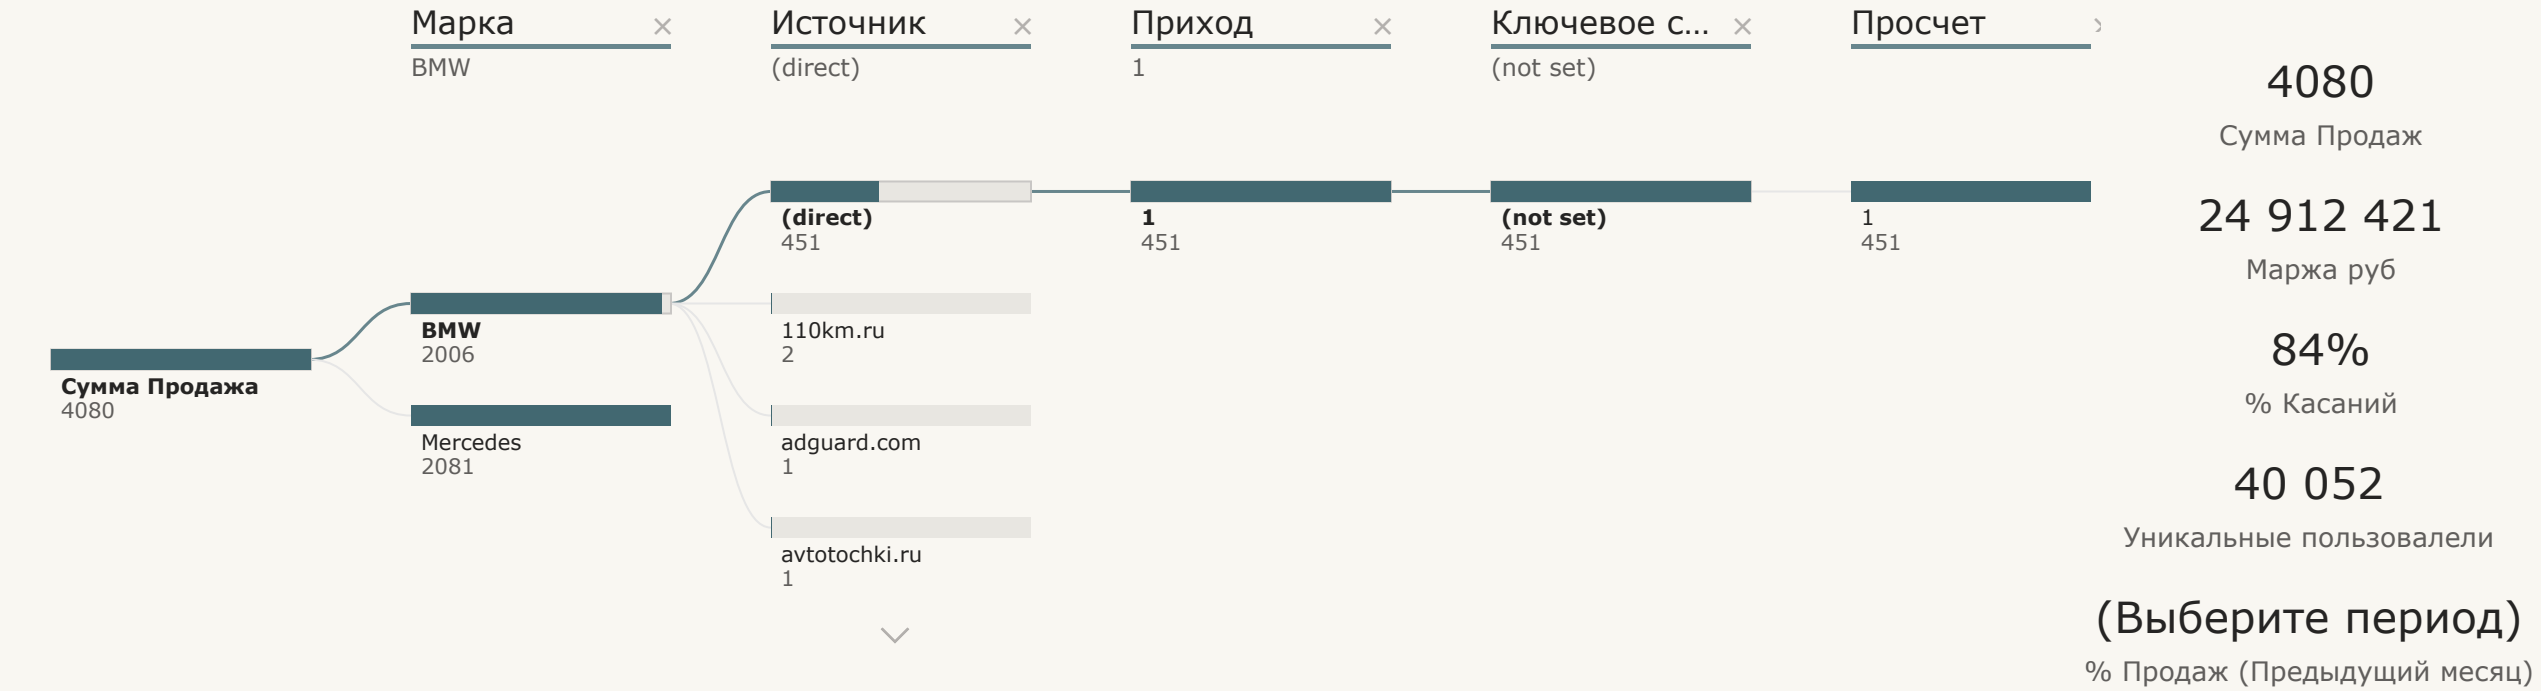 Марка
BMW
Источник
(direct)
Приход
1
Ключевое с...
(not set)
Просчет
Сумма Продажа
4080
BMW
2006
Mercedes
2081
(direct)
451
110km.ru
2
adguard.com
1
avtotochki.ru
1
1
451
(not set)
451
1
451
4080
Сумма Продаж
24 912 421
Маржа руб
84%
% Касаний
40 052
Уникальные пользовалели
(Выберите период)
% Продаж (Предыдущий месяц)